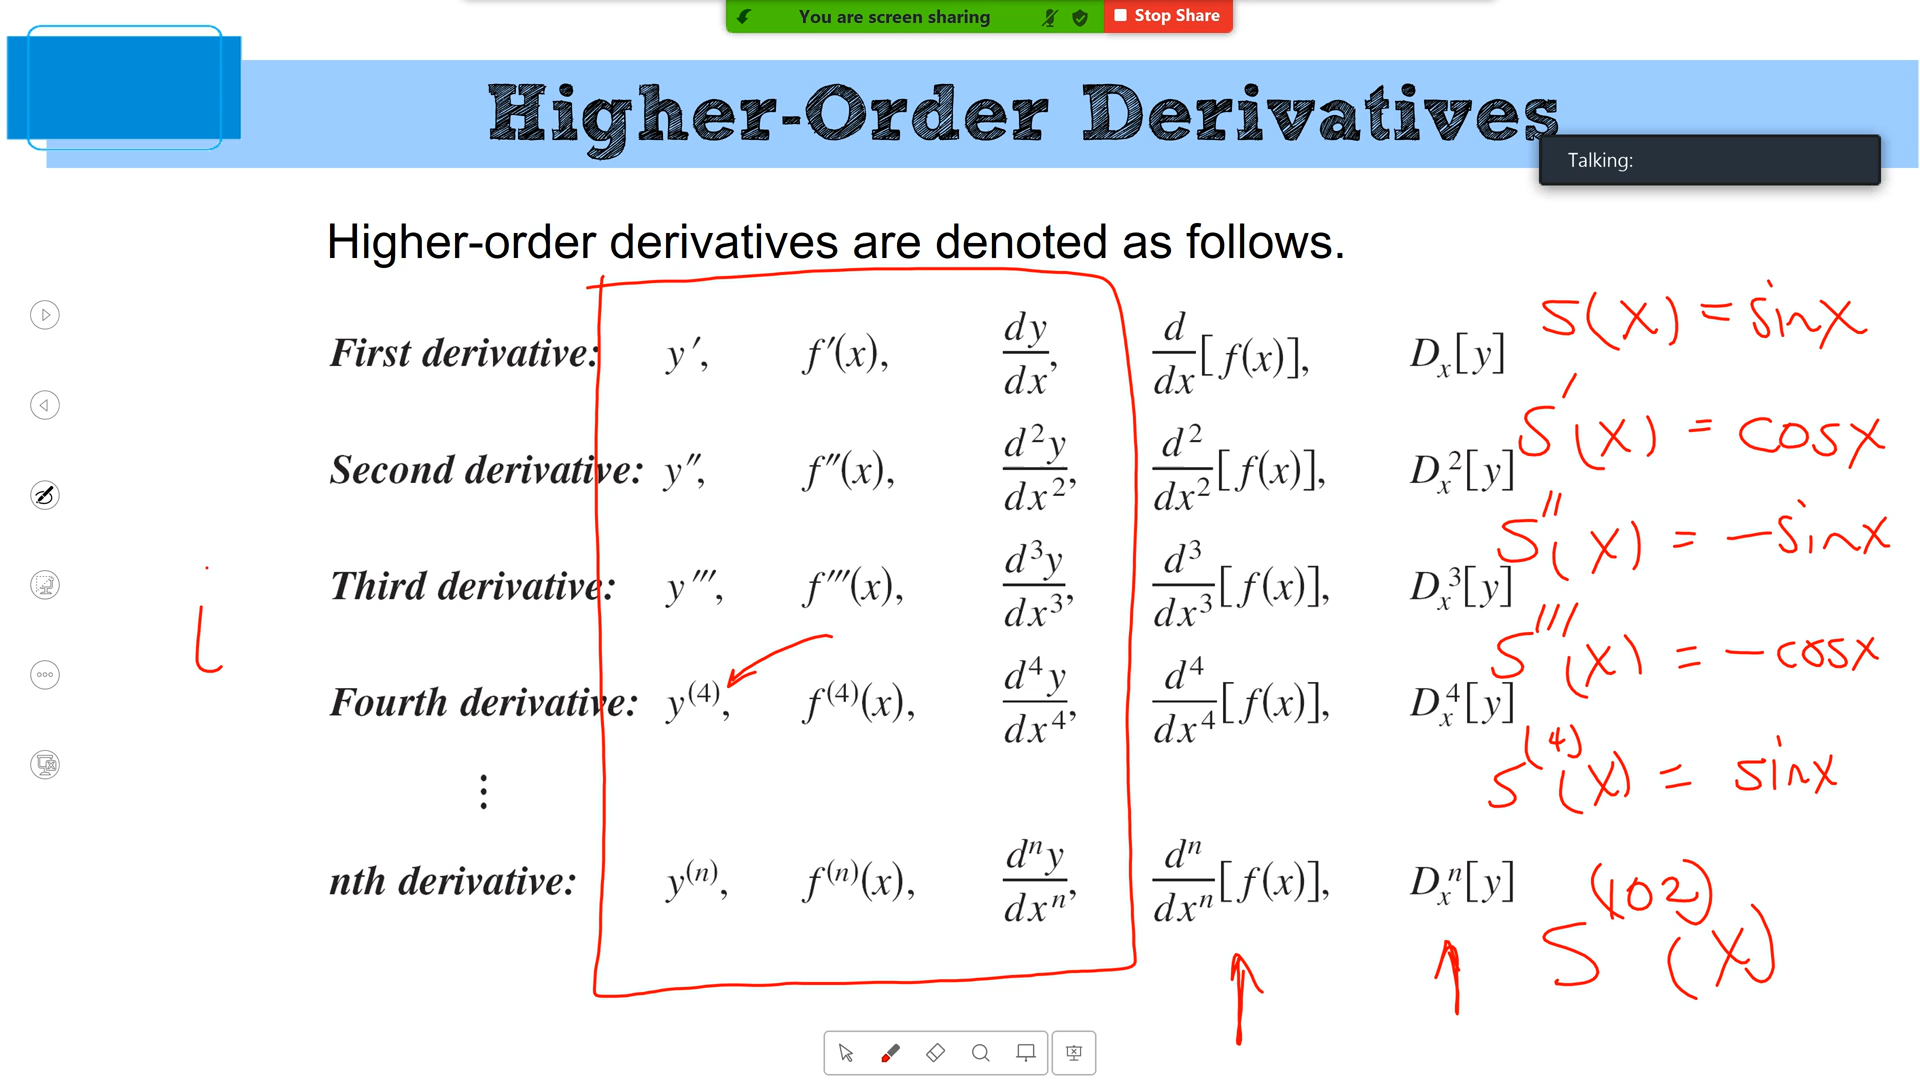 You are screen sharing Stop Share
Higher-Order Derivatives
Talking:
Higher-order derivatives are denoted as follows.
First derivative: y′, f′(x), dy/dx, d/dx[f(x)], Dₓ[y]
Second derivative: y″, f″(x), d²y/dx², d²/dx²[f(x)], Dₓ²[y]
Third derivative: y‴, f‴(x), d³y/dx³, d³/dx³[f(x)], Dₓ³[y]
Fourth derivative: y⁽⁴⁾, f⁽⁴⁾(x), d⁴y/dx⁴, d⁴/dx⁴[f(x)], Dₓ⁴[y]
⋮
nth derivative: y⁽ⁿ⁾, f⁽ⁿ⁾(x), dⁿy/dxⁿ, dⁿ/dxⁿ[f(x)], Dₓⁿ[y]
S(x) = sinx
S′(x) = cosx
S″(x) = -sinx
S‴(x) = -cosx
S⁽⁴⁾(x) = sinx
S⁽¹⁰²⁾(x)
i